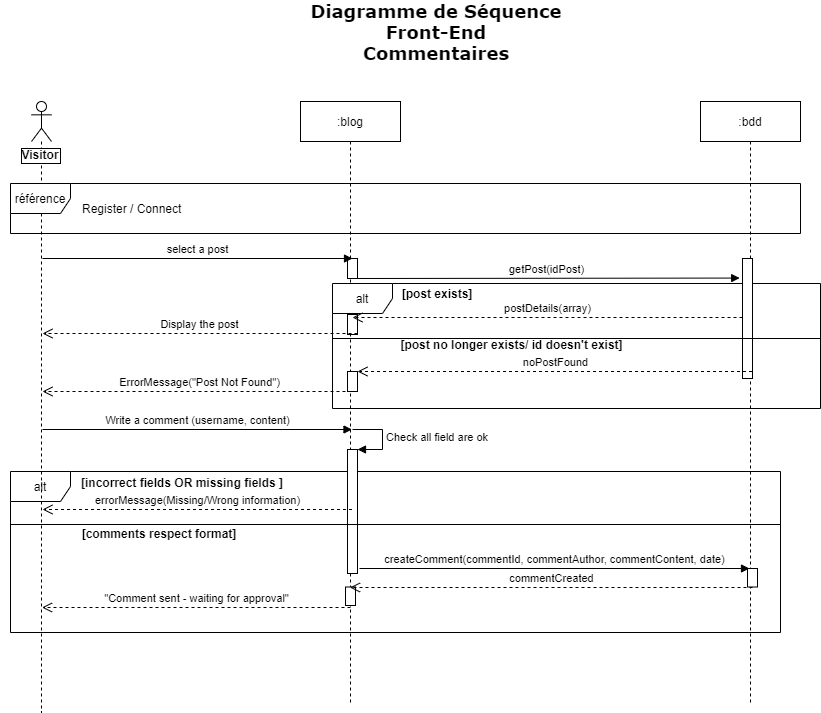 Diagramme de Séquence
Front-End
Commentaires
:blog
:bdd
Visitor
référence
Register / Connect
select a post
getPost(idPost)
alt
[post exists]
postDetails(array)
Display the post
[post no longer exists/ id doesn't exist]
noPostFound
ErrorMessage("Post Not Found")
Write a comment (username, content)
Check all field are ok
alt
[incorrect fields OR missing fields ]
errorMessage(Missing/Wrong information)
[comments respect format]
createComment(commentId, commentAuthor, commentContent, date)
commentCreated
"Comment sent - waiting for approval"